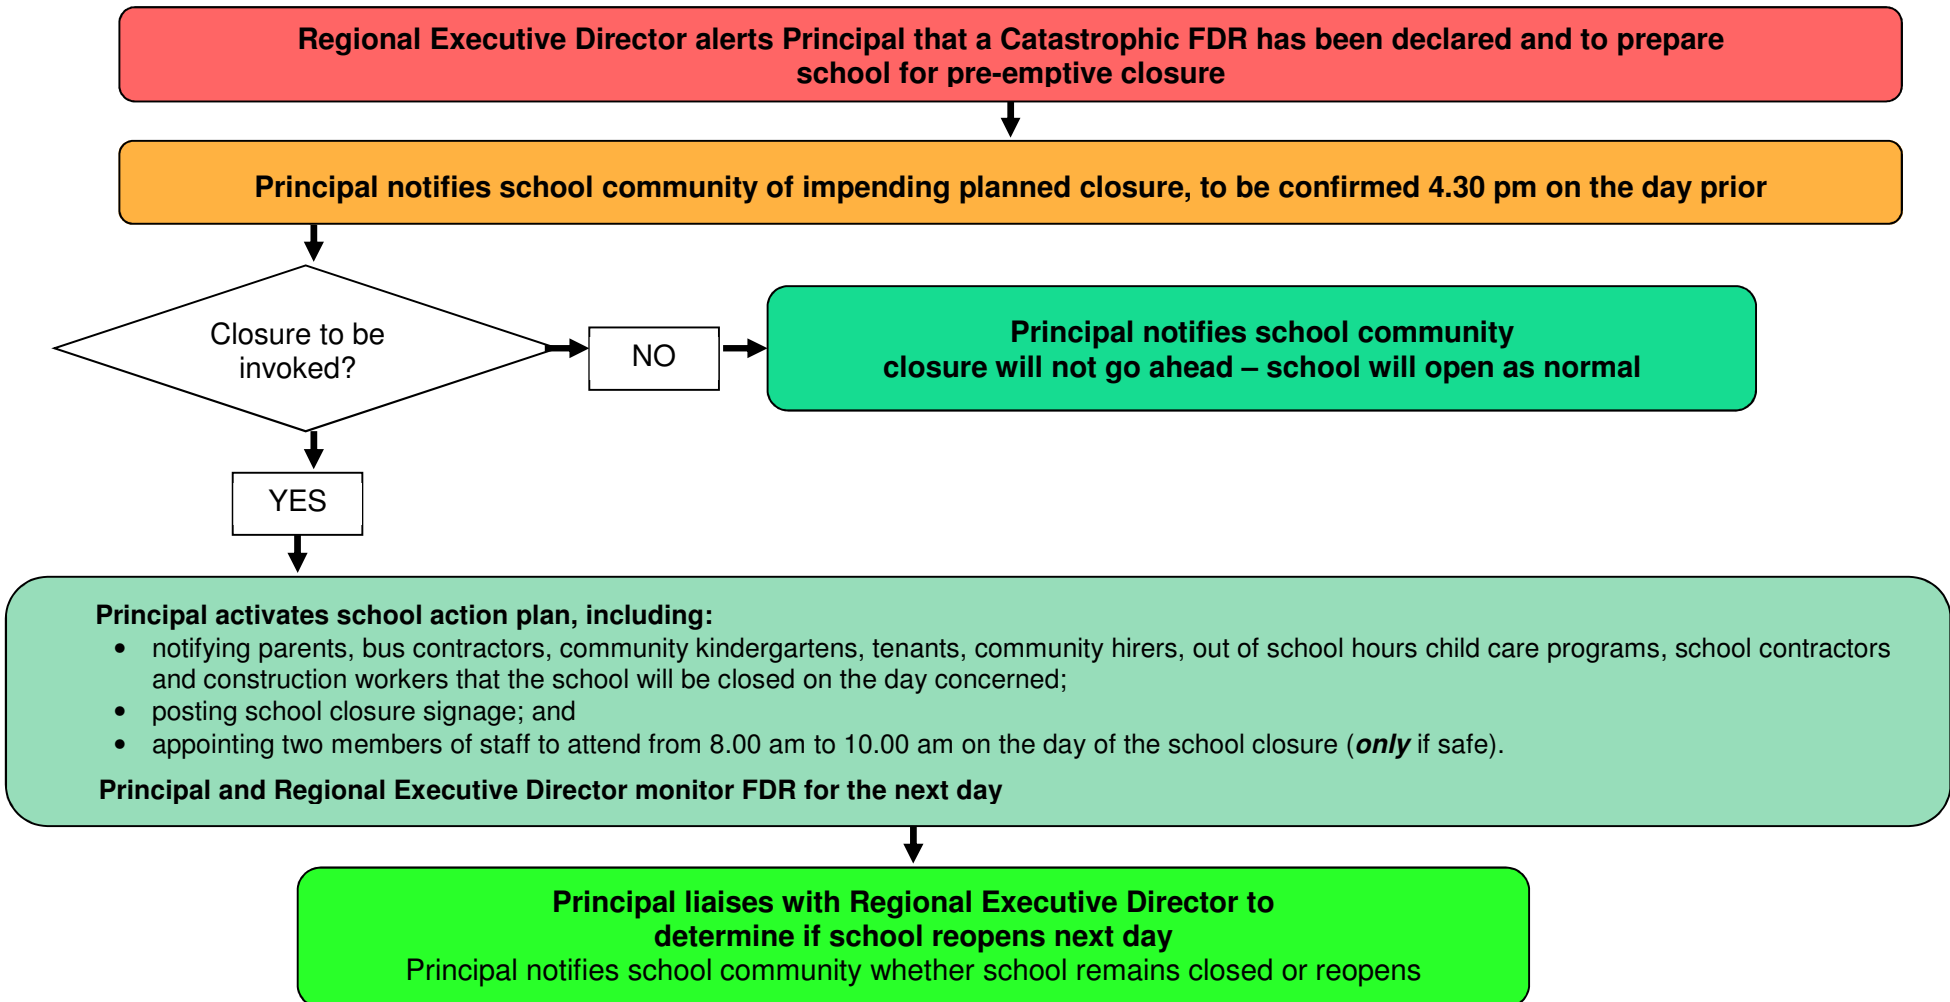 Regional Executive Director alerts Principal that a Catastrophic FDR has been declared and to prepare
school for pre-emptive closure
Principal notifies school community of impending planned closure, to be confirmed 4.30 pm on the day prior
Closure to be
invoked?
NO
Principal notifies school community
closure will not go ahead – school will open as normal
YES
Principal activates school action plan, including:
• notifying parents, bus contractors, community kindergartens, tenants, community hirers, out of school hours child care programs, school contractors
and construction workers that the school will be closed on the day concerned;
• posting school closure signage; and
• appointing two members of staff to attend from 8.00 am to 10.00 am on the day of the school closure (only if safe).
Principal and Regional Executive Director monitor FDR for the next day
Principal liaises with Regional Executive Director to
determine if school reopens next day
Principal notifies school community whether school remains closed or reopens